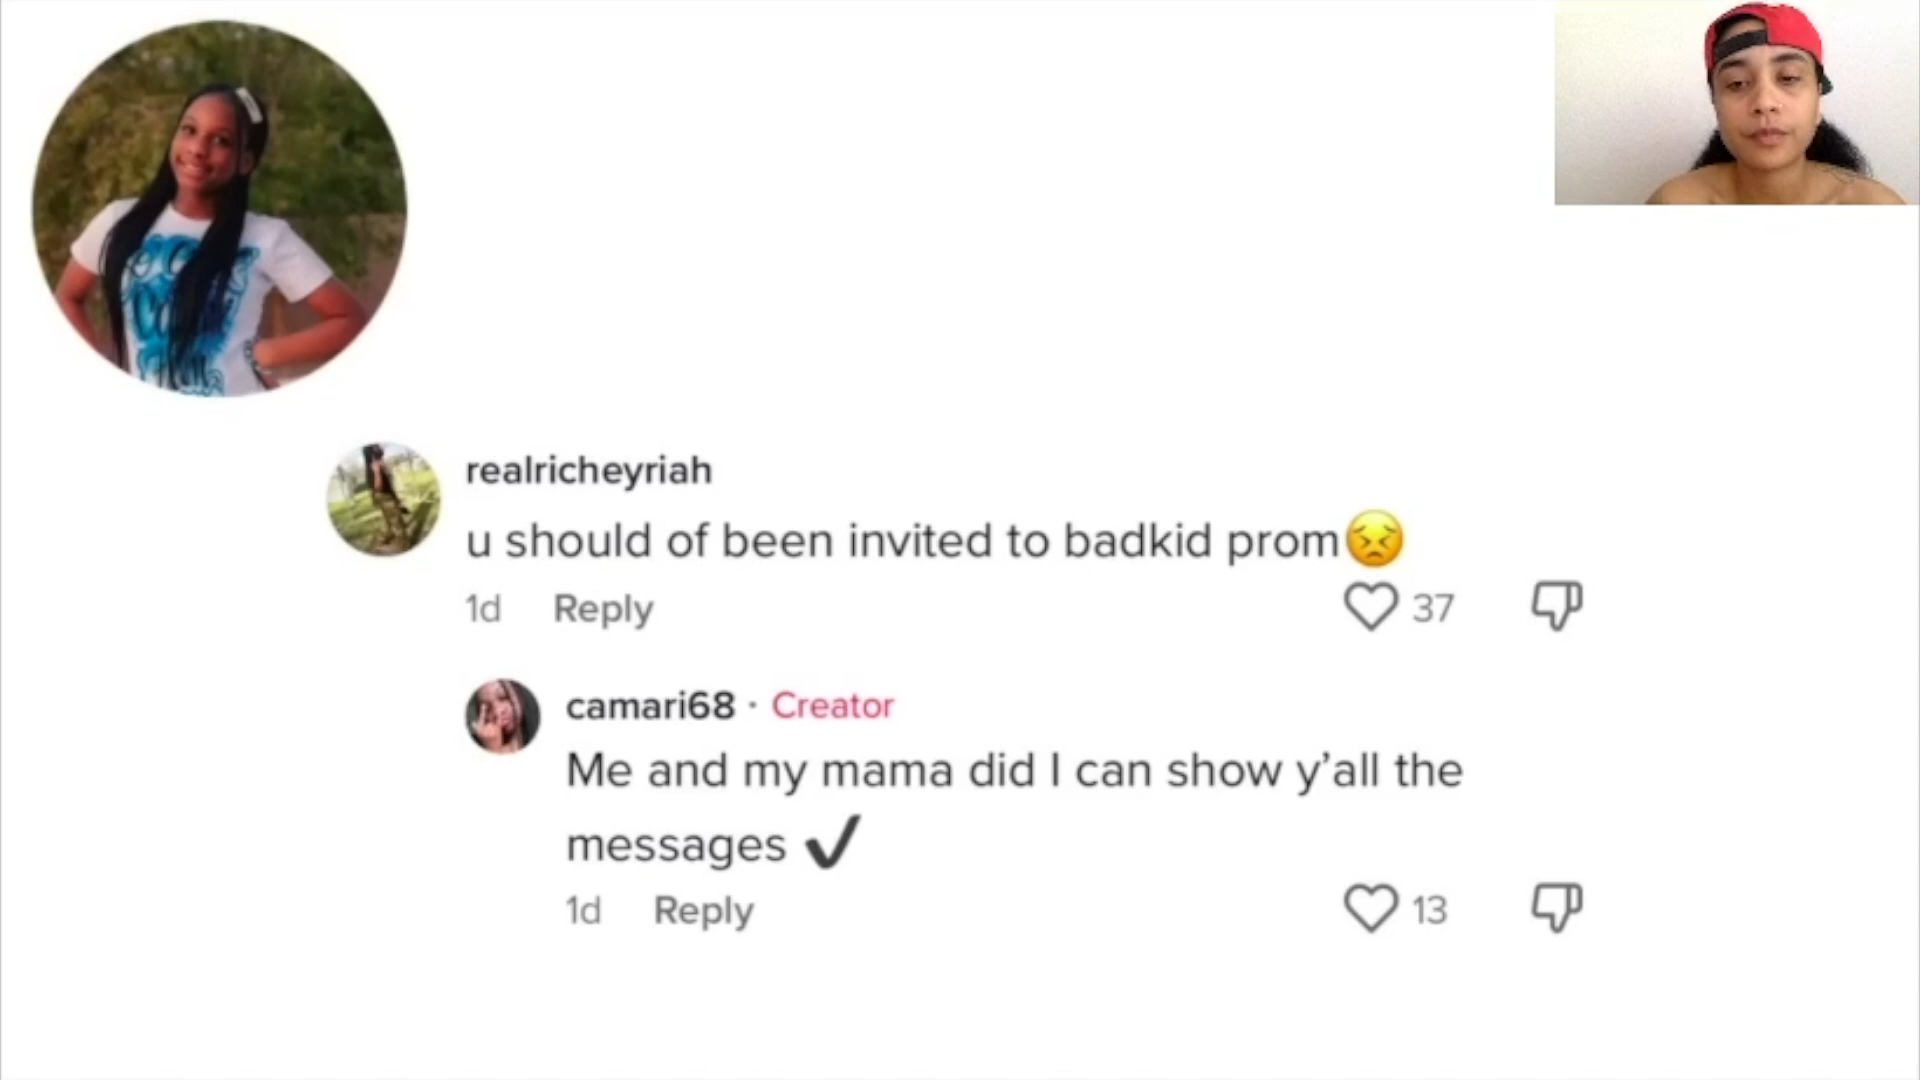 realricheyriah
u should of been invited to badkid prom😣
1d Reply 37
camari68 · Creator
Me and my mama did I can show y’all the
messages ✔
1d Reply 13